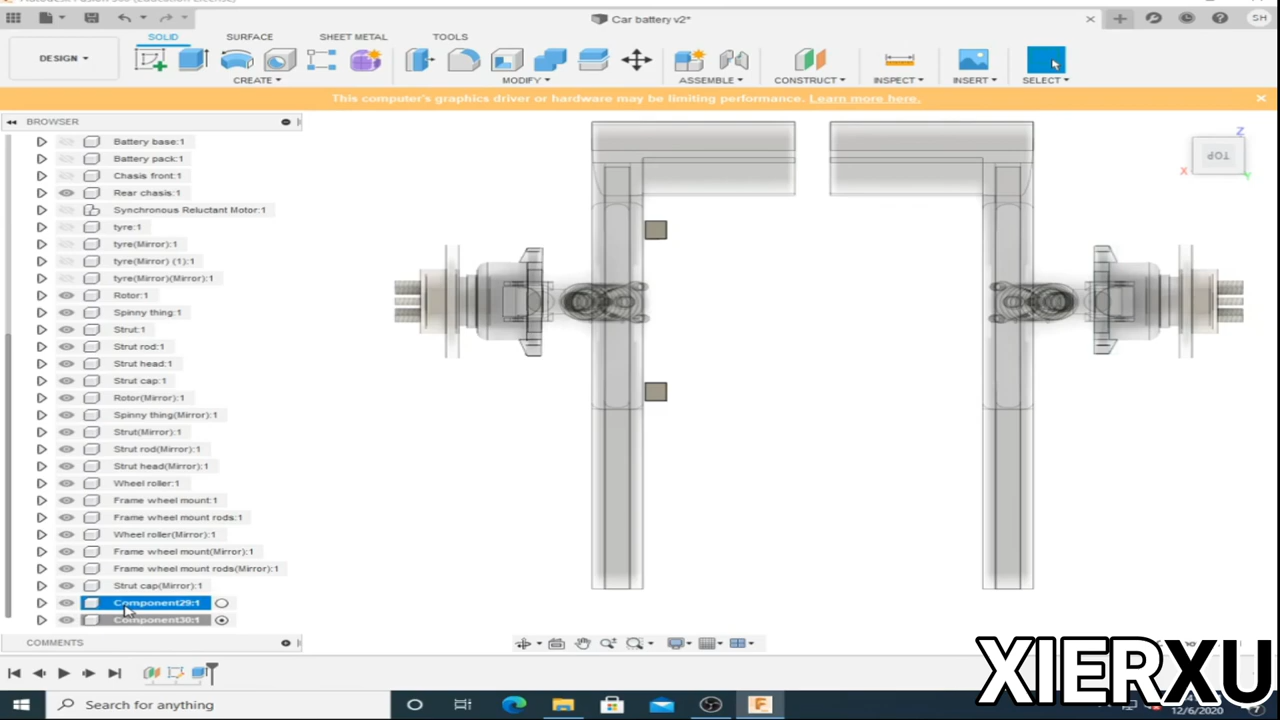 Car battery v2*
SH
SOLID
SURFACE
SHEET METAL
TOOLS
DESIGN
CREATE
MODIFY
ASSEMBLE
CONSTRUCT
INSPECT
INSERT
SELECT
This computer's graphics driver or hardware may be limiting performance. Learn more here.
BROWSER
Battery base:1
Battery pack:1
Chasis front:1
Rear chasis:1
Synchronous Reluctant Motor:1
tyre:1
tyre(Mirror):1
tyre(Mirror) (1):1
tyre(Mirror)(Mirror):1
Rotor:1
Spinny thing:1
Strut:1
Strut rod:1
Strut head:1
Strut cap:1
Rotor(Mirror):1
Spinny thing(Mirror):1
Strut(Mirror):1
Strut rod(Mirror):1
Strut head(Mirror):1
Wheel roller:1
Frame wheel mount:1
Frame wheel mount rods:1
Wheel roller(Mirror):1
Frame wheel mount(Mirror):1
Frame wheel mount rods(Mirror):1
Strut cap(Mirror):1
Component29:1
Component30:1
Z
TOP
X
Y
COMMENTS
XIERXU
Search for anything
12/6/2020